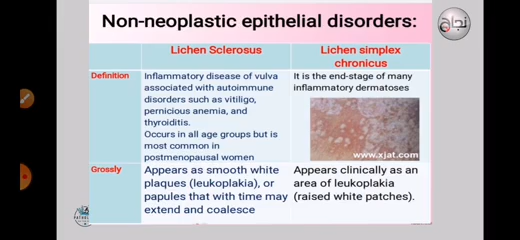 Non-neoplastic epithelial disorders:
نجاح
Lichen Sclerosus
Lichen simplex
chronicus
Definition
Inflammatory disease of vulva
associated with autoimmune
disorders such as vitiligo,
pernicious anemia, and
thyroiditis.
Occurs in all age groups but is
most common in
postmenopausal women
It is the end-stage of many
inflammatory dermatoses
www.xjat.com
Grossly
Appears as smooth white
plaques (leukoplakia), or
papules that with time may
extend and coalesce
Appears clinically as an
area of leukoplakia
(raised white patches).